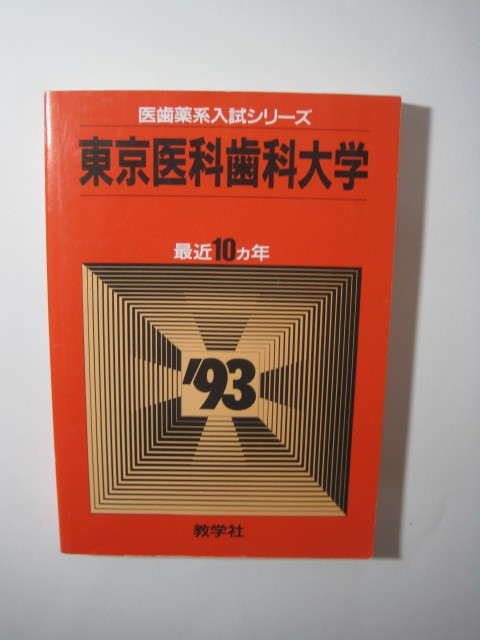 医歯薬系入試シリーズ
東京医科歯科大学
最近10ヵ年
'93
教学社